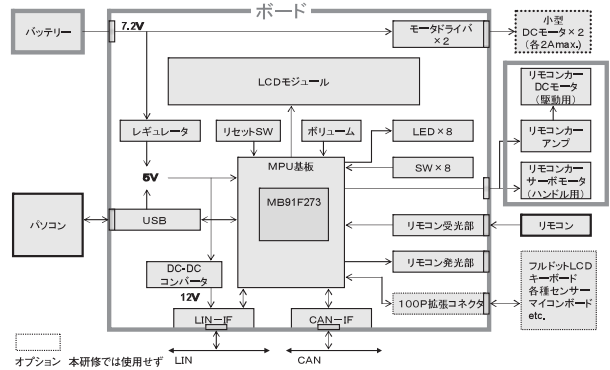 ボード
バッテリー
7.2V
モータドライバ
×2
小型
DCモータ×2
(各2Amax.)
LCDモジュール
リモコンカー
DCモータ
(駆動用)
レギュレータ
リセットSW
ボリューム
LED×8
リモコンカー
アンプ
MPU基板
SW×8
5V
リモコンカー
サーボモータ
(ハンドル用)
MB91F273
パソコン
USB
リモコン受光部
リモコン
DC-DC
コンバータ
リモコン発光部
フルドットLCD
キーボード
各種センサー
マイコンボード
etc.
12V
100P拡張コネクタ
LIN-IF
CAN-IF
オプション 本研修では使用せず
LIN
CAN